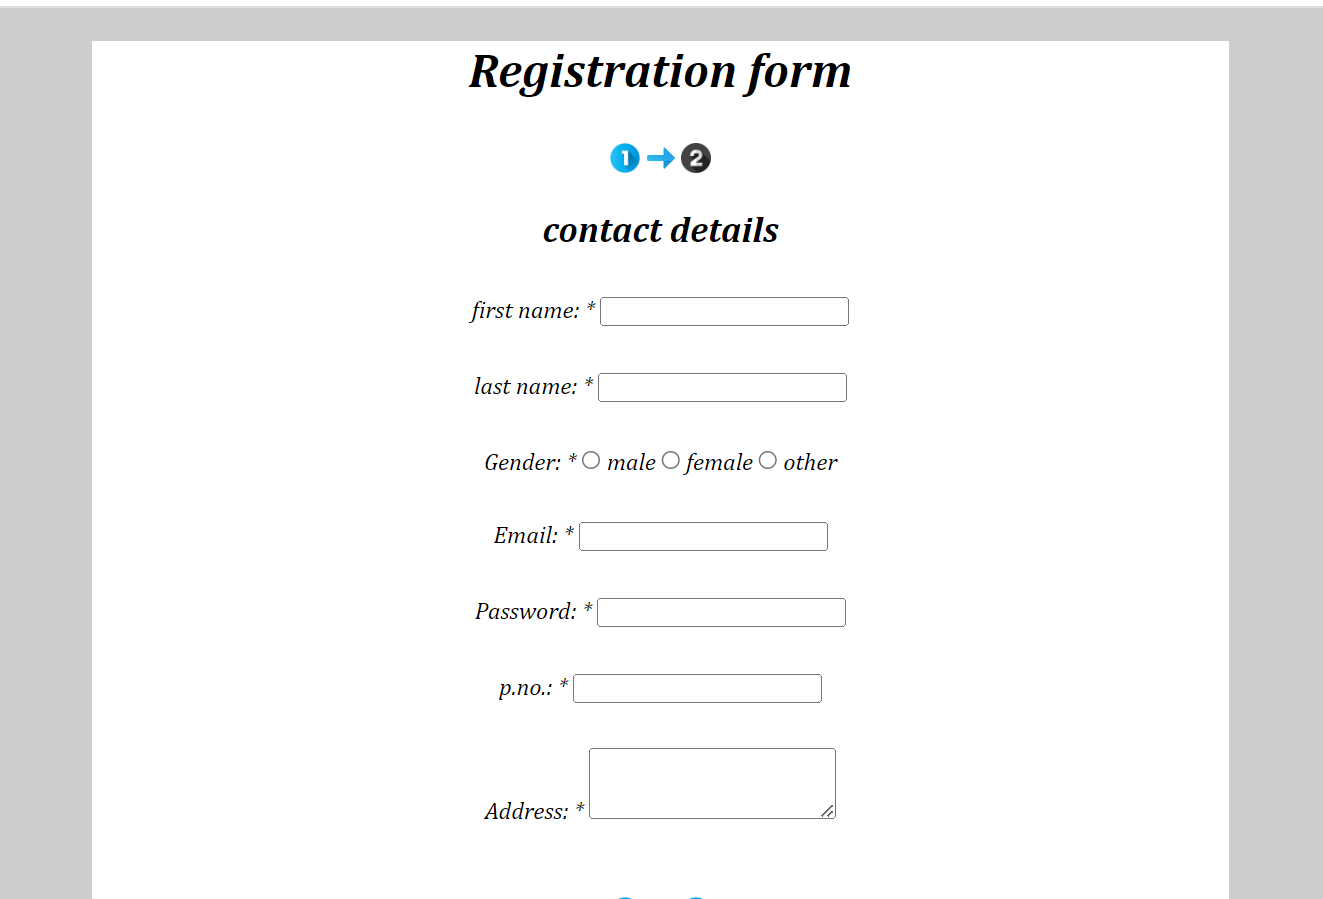 Registration form
1 2
contact details
first name: *
last name: *
Gender: * male female other
Email: *
Password: *
p.no.: *
Address: *